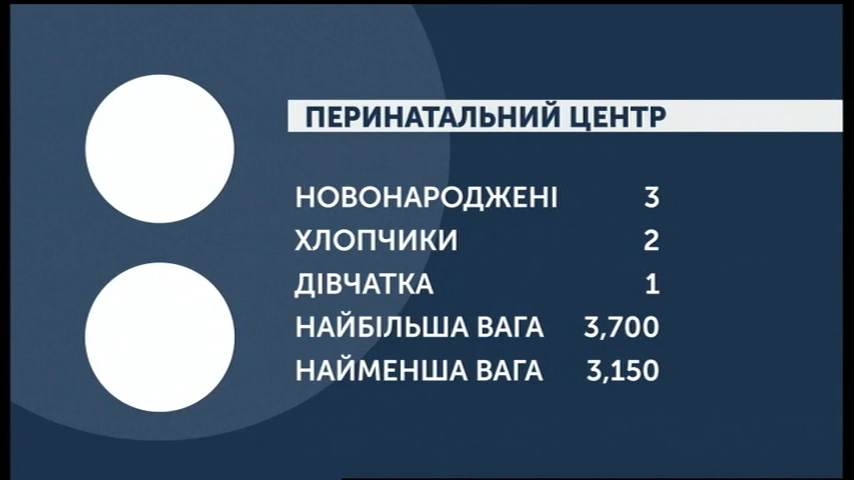 ПЕРИНАТАЛЬНИЙ ЦЕНТР
НОВОНАРОДЖЕНІ 3
ХЛОПЧИКИ 2
ДІВЧАТКА 1
НАЙБІЛЬША ВАГА 3,700
НАЙМЕНША ВАГА 3,150